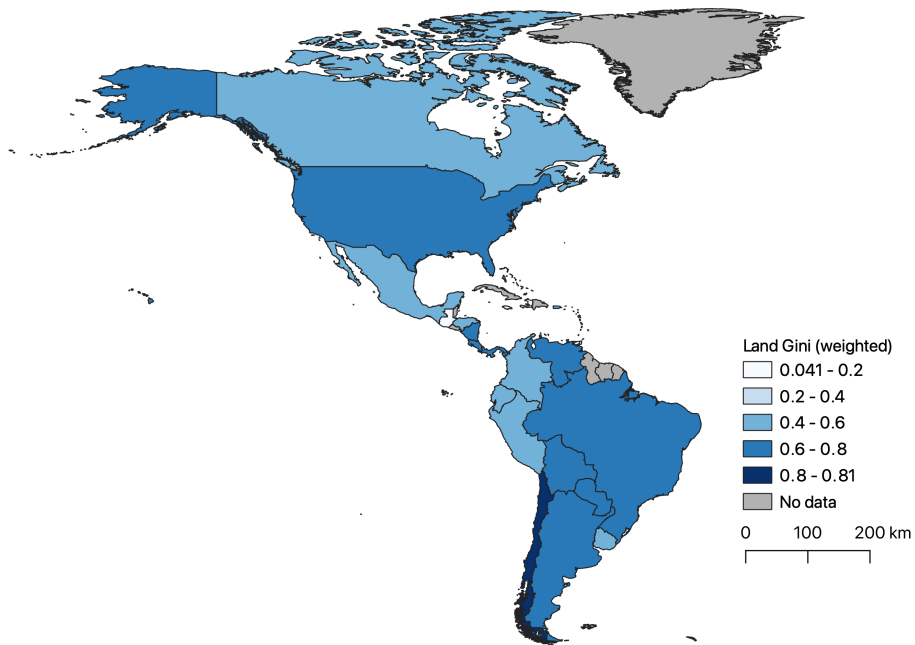 Land Gini (weighted)
0.041 - 0.2
0.2 - 0.4
0.4 - 0.6
0.6 - 0.8
0.8 - 0.81
No data
0 100 200 km